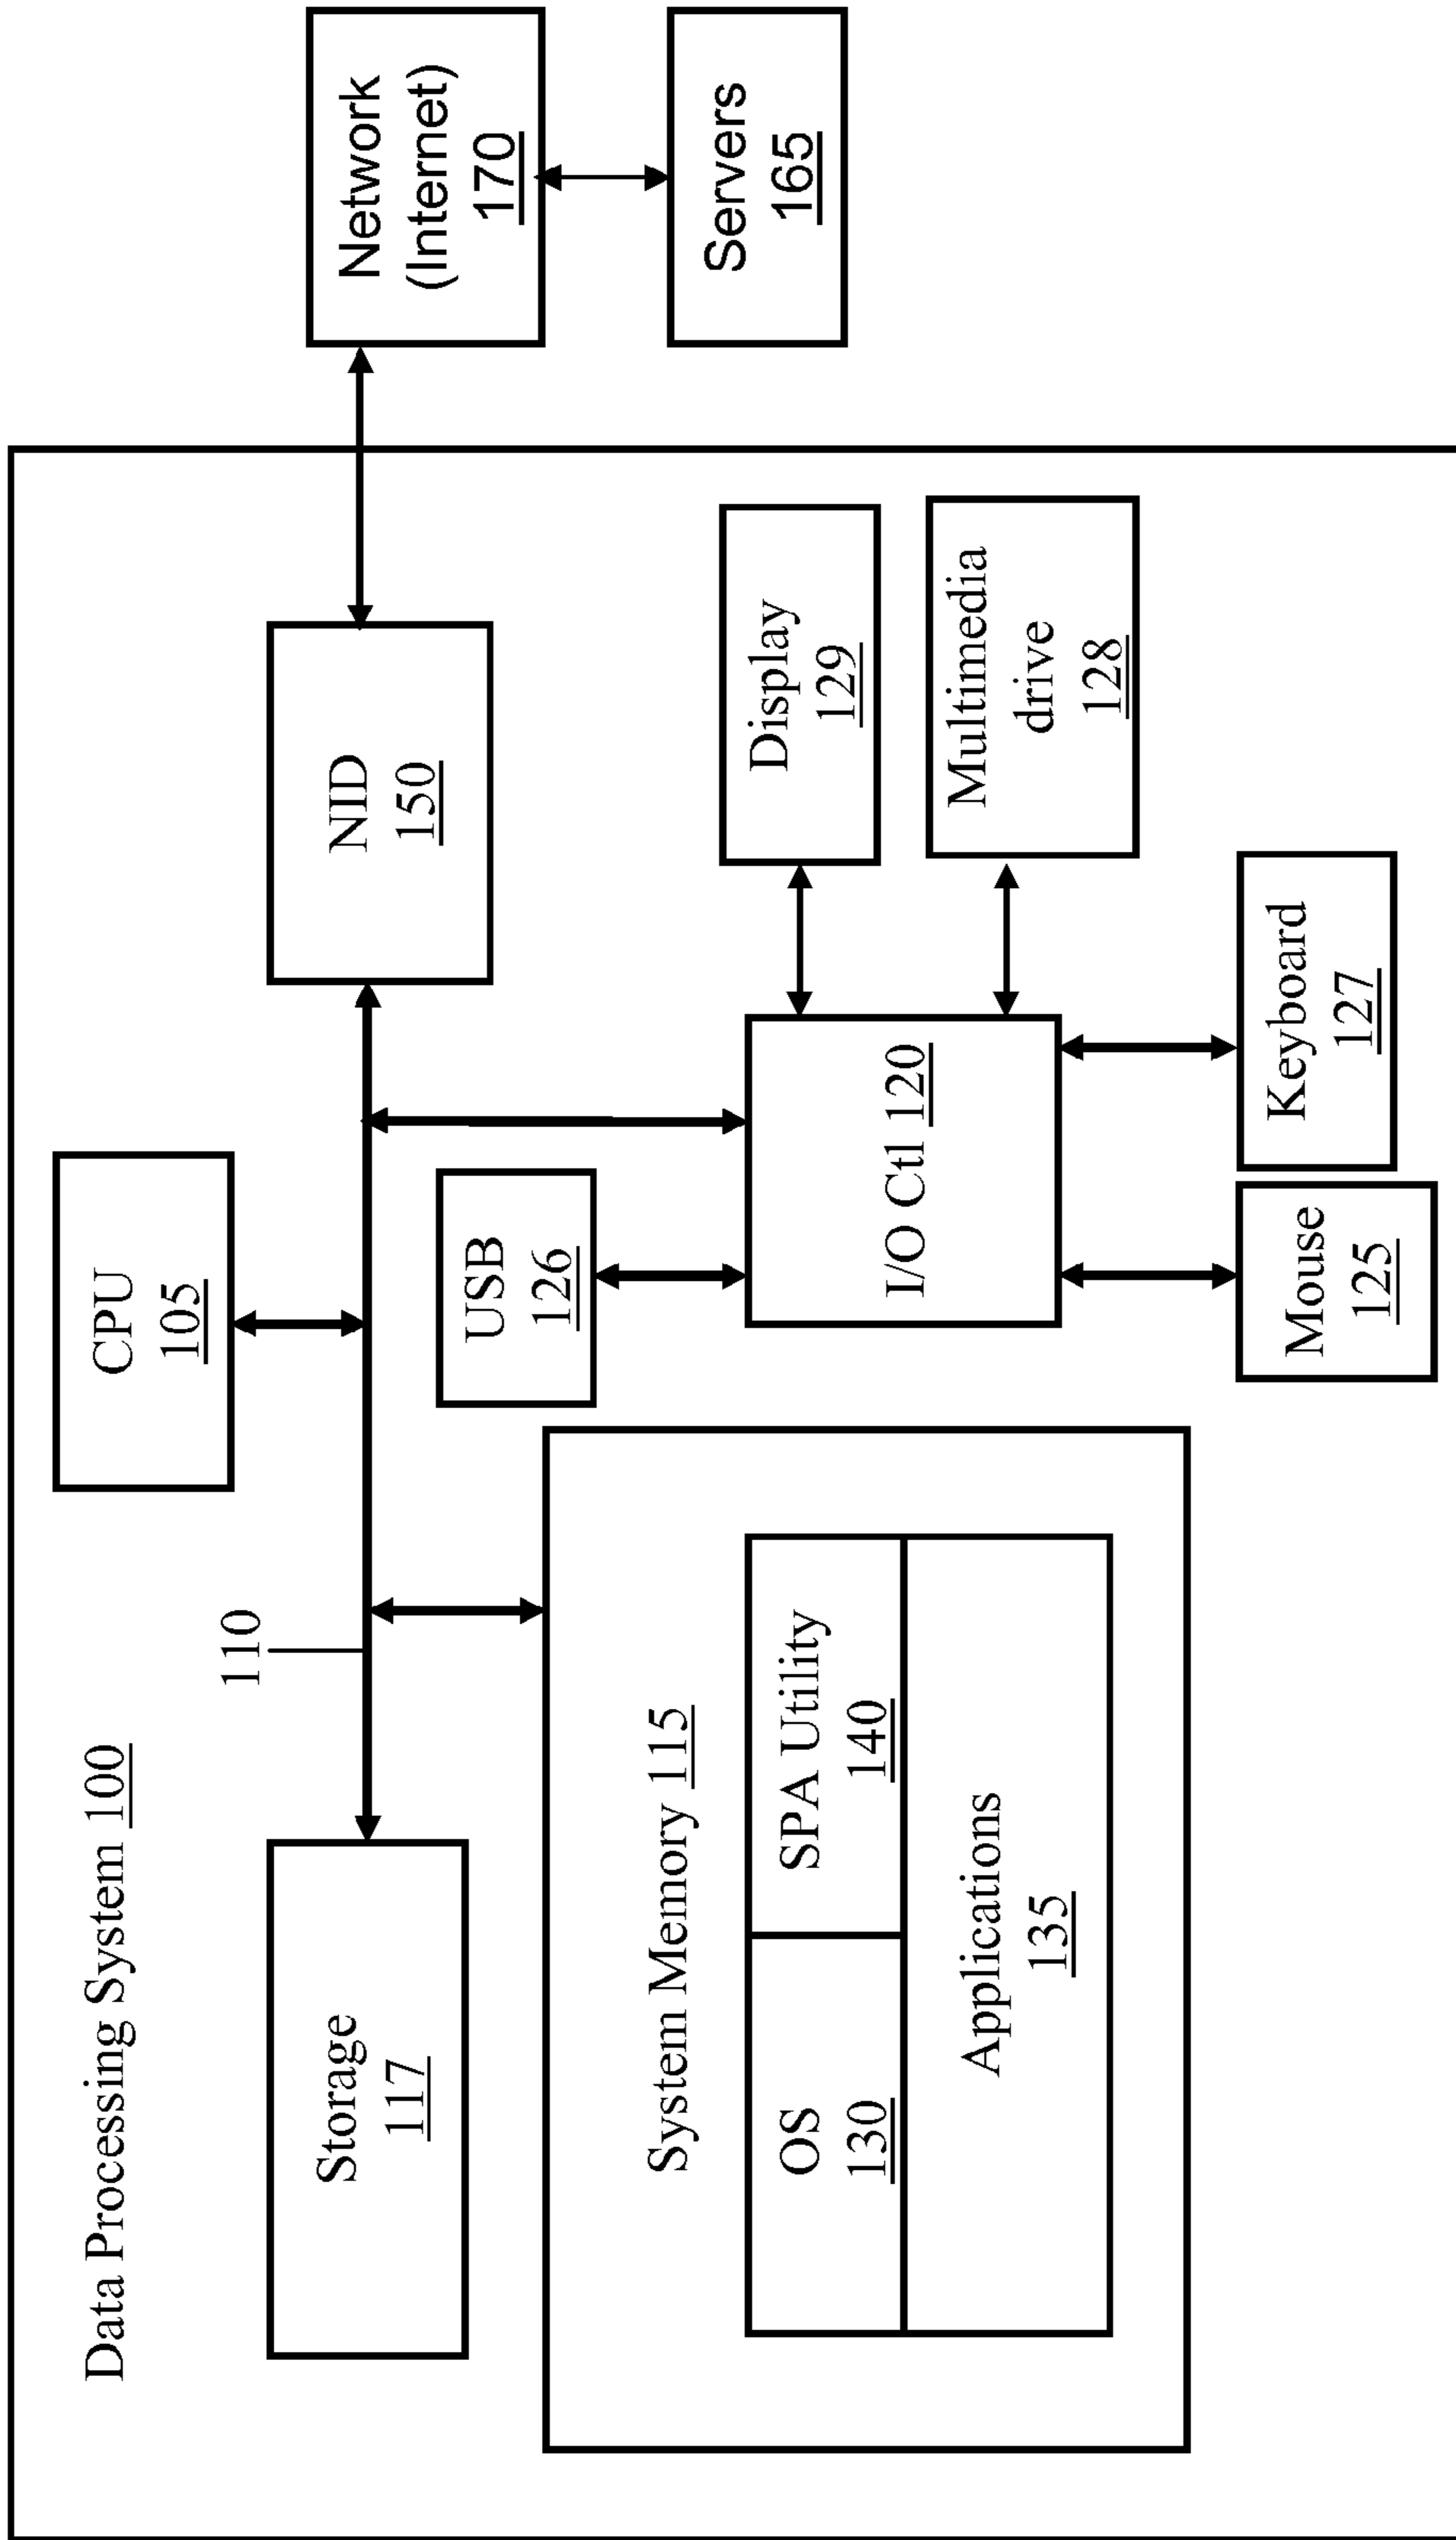 Data Processing System 100
110
CPU
105
Storage
117
NID
150
Network
(Internet)
170
Servers
165
System Memory 115
OS
130
SPA Utility
140
Applications
135
USB
126
I/O Ctl 120
Display
129
Multimedia
drive
128
Mouse
125
Keyboard
127